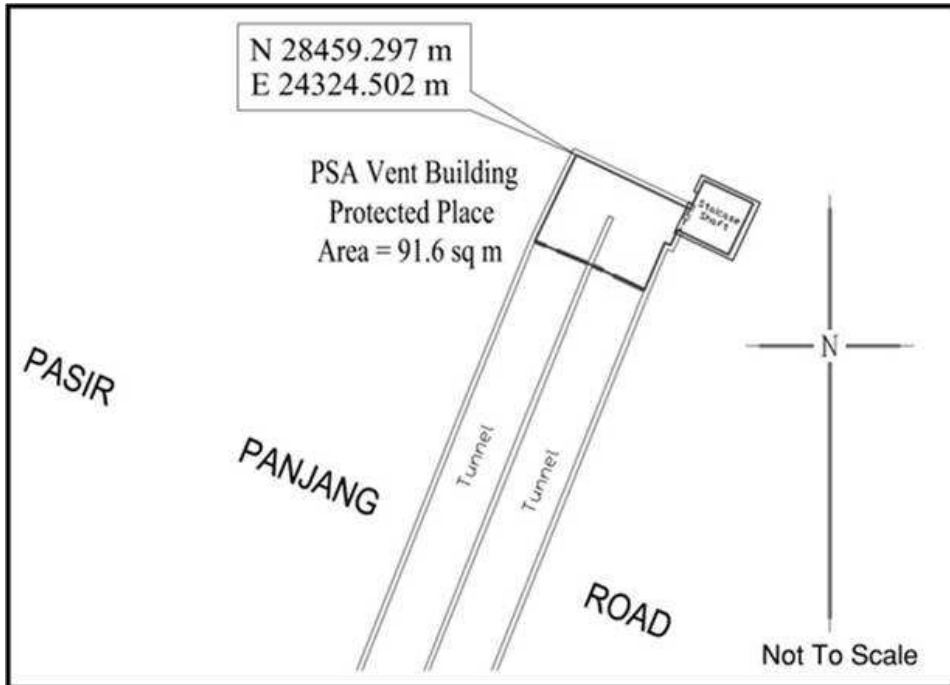 N 28459.297 m
E 24324.502 m
PSA Vent Building
Protected Place
Area = 91.6 sq m
Staicase
Shaft
PASIR
PANJANG
ROAD
Tunnel
Tunnel
N
Not To Scale